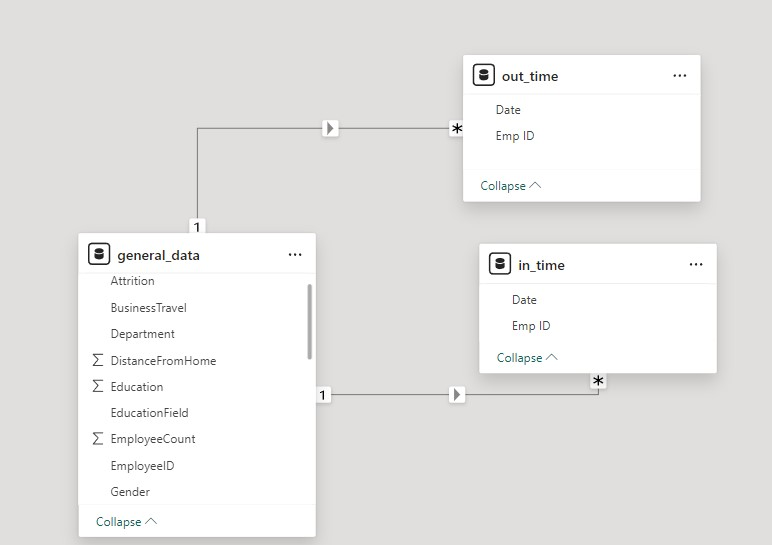 out_time
...
Date
Emp ID
Collapse
*
1
general_data
...
Attrition
BusinessTravel
Department
Σ DistanceFromHome
Σ Education
EducationField
Σ EmployeeCount
EmployeeID
Gender
Collapse
in_time
...
Date
Emp ID
Collapse
1
*